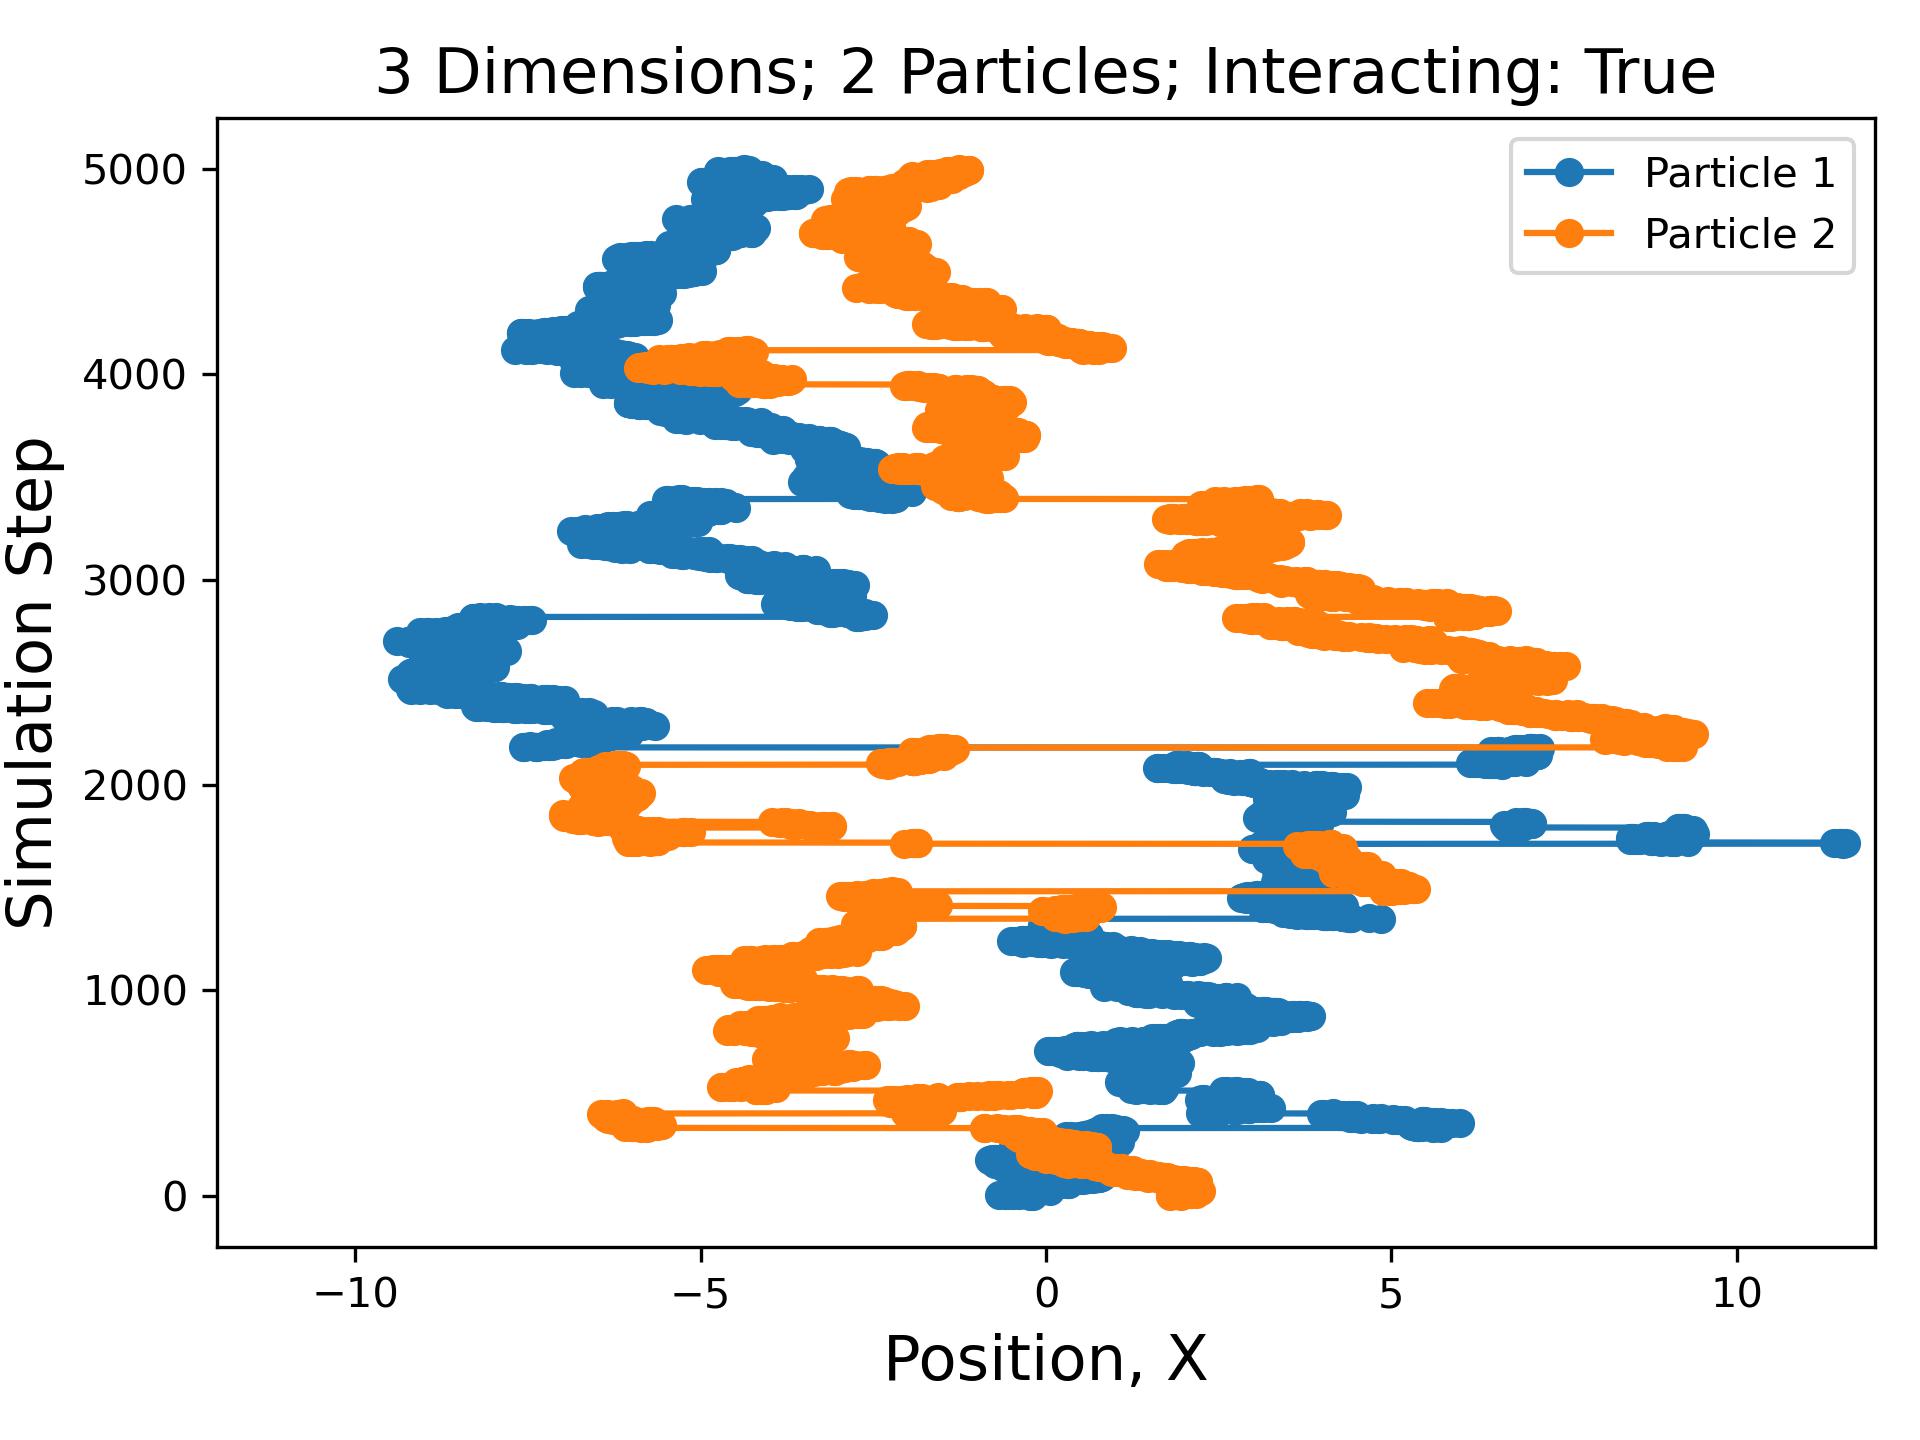 3 Dimensions; 2 Particles; Interacting: True
Particle 1
Particle 2
Simulation Step
5000
4000
3000
2000
1000
0
−10
−5
0
5
10
Position, X